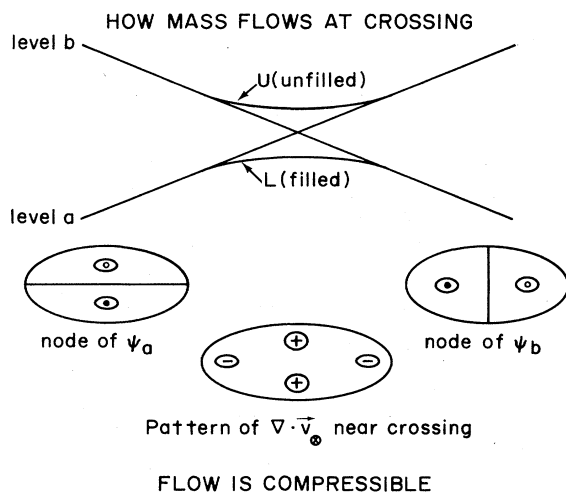 HOW MASS FLOWS AT CROSSING
level b
U(unfilled)
L(filled)
level a
node of ψa
node of ψb
+
− −
+
Pattern of ∇·v⃗⊗ near crossing
FLOW IS COMPRESSIBLE